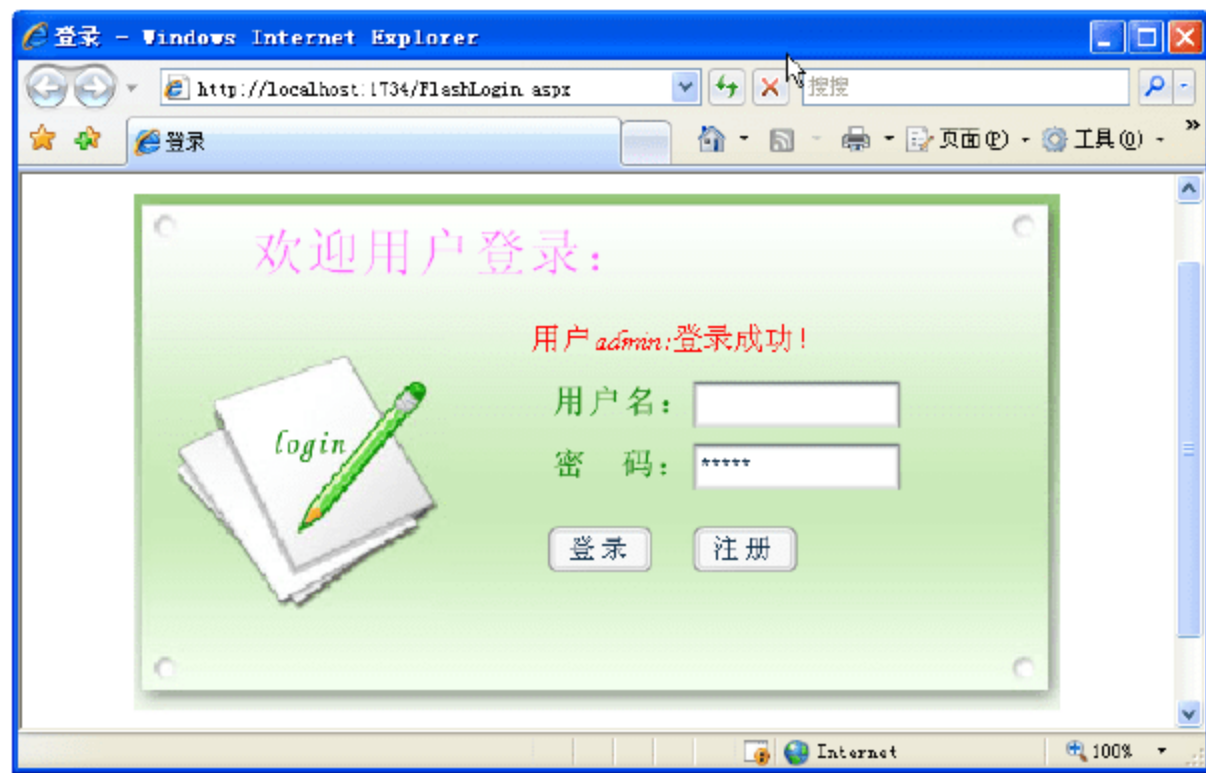 登录 - Windows Internet Explorer
http://localhost:1734/FlashLogin.aspx
搜搜
登录
页面(P)
工具(O)
欢迎用户登录：
用户admin:登录成功！
login
用户名：
密 码：
*****
登录
注册
Internet
100%